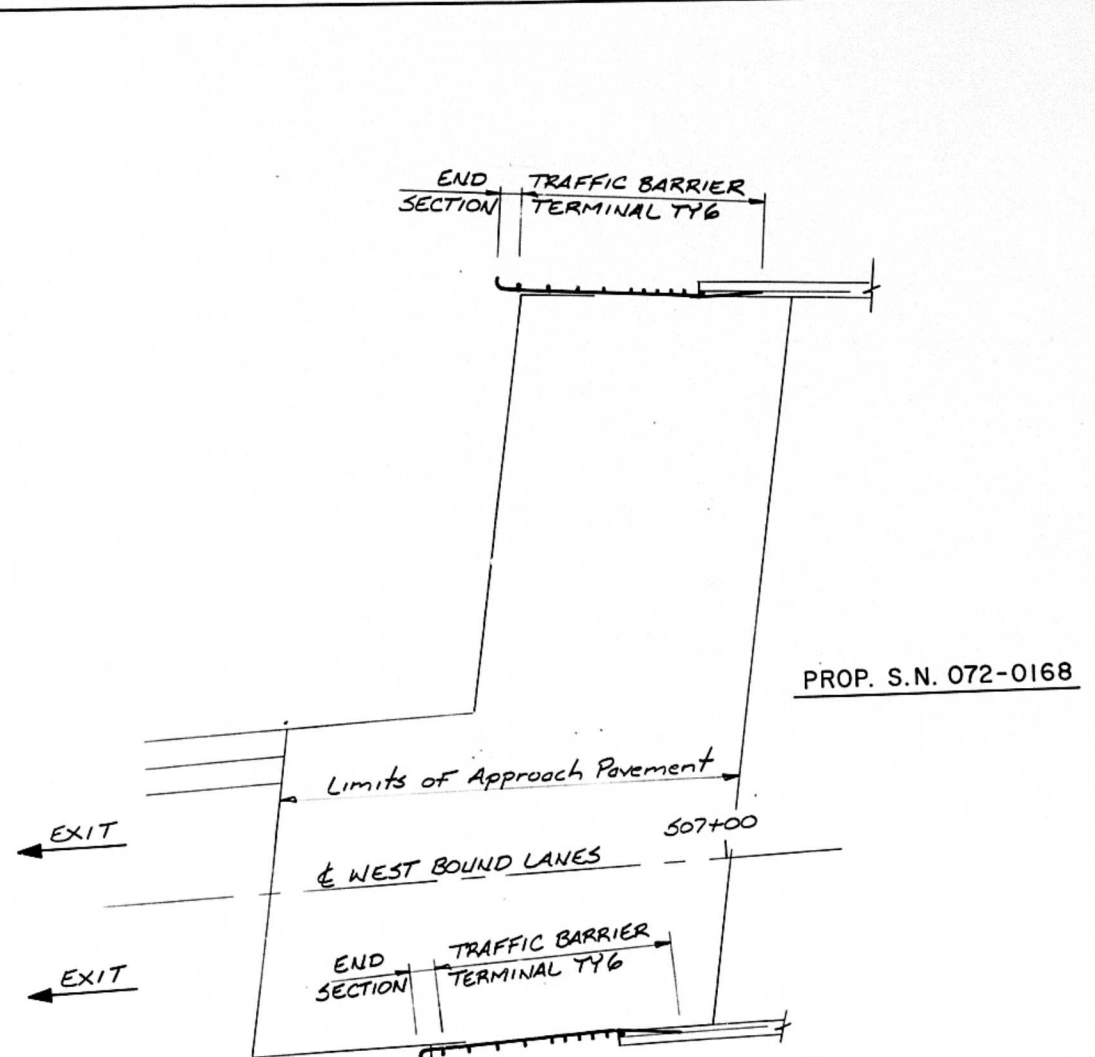 END TRAFFIC BARRIER
SECTION TERMINAL TY6
PROP. S.N. 072-0168
Limits of Approach Pavement
507+00
EXIT
℄ WEST BOUND LANES
END TRAFFIC BARRIER
SECTION TERMINAL TY6
EXIT